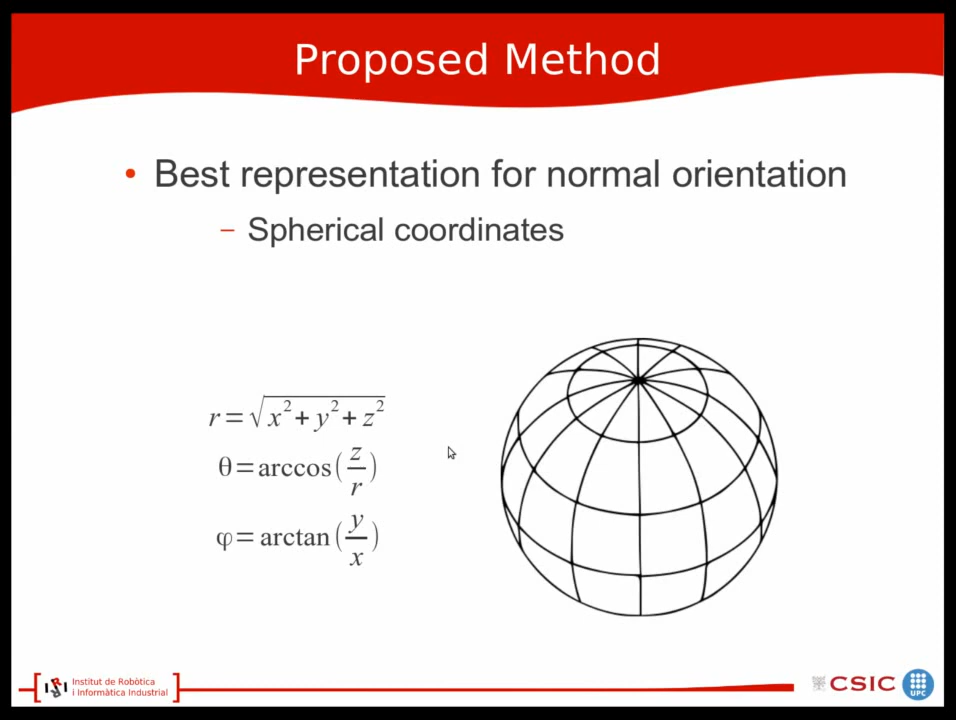 Proposed Method
• Best representation for normal orientation
– Spherical coordinates
r=√x²+y²+z²
θ=arccos(z/r)
φ=arctan(y/x)
IRI
Institut de Robòtica
i Informàtica Industrial
CSIC
UPC